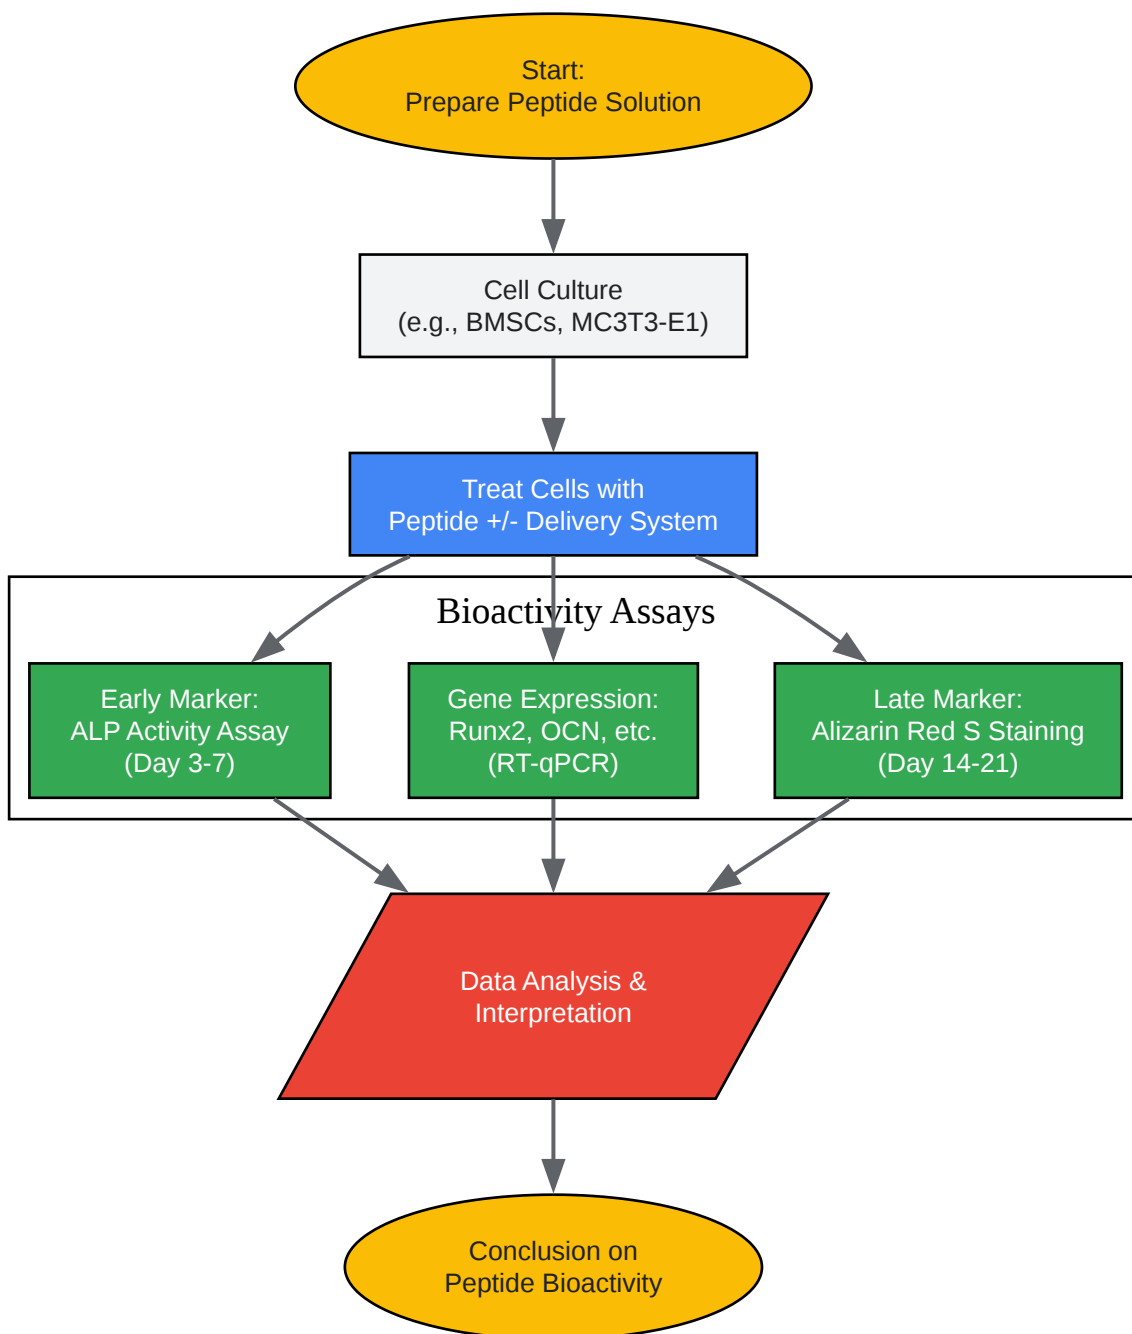 Start:
Prepare Peptide Solution
Cell Culture
(e.g., BMSCs, MC3T3-E1)
Treat Cells with
Peptide +/- Delivery System
Bioactivity Assays
Early Marker:
ALP Activity Assay
(Day 3-7)
Gene Expression:
Runx2, OCN, etc.
(RT-qPCR)
Late Marker:
Alizarin Red S Staining
(Day 14-21)
Data Analysis &
Interpretation
Conclusion on
Peptide Bioactivity